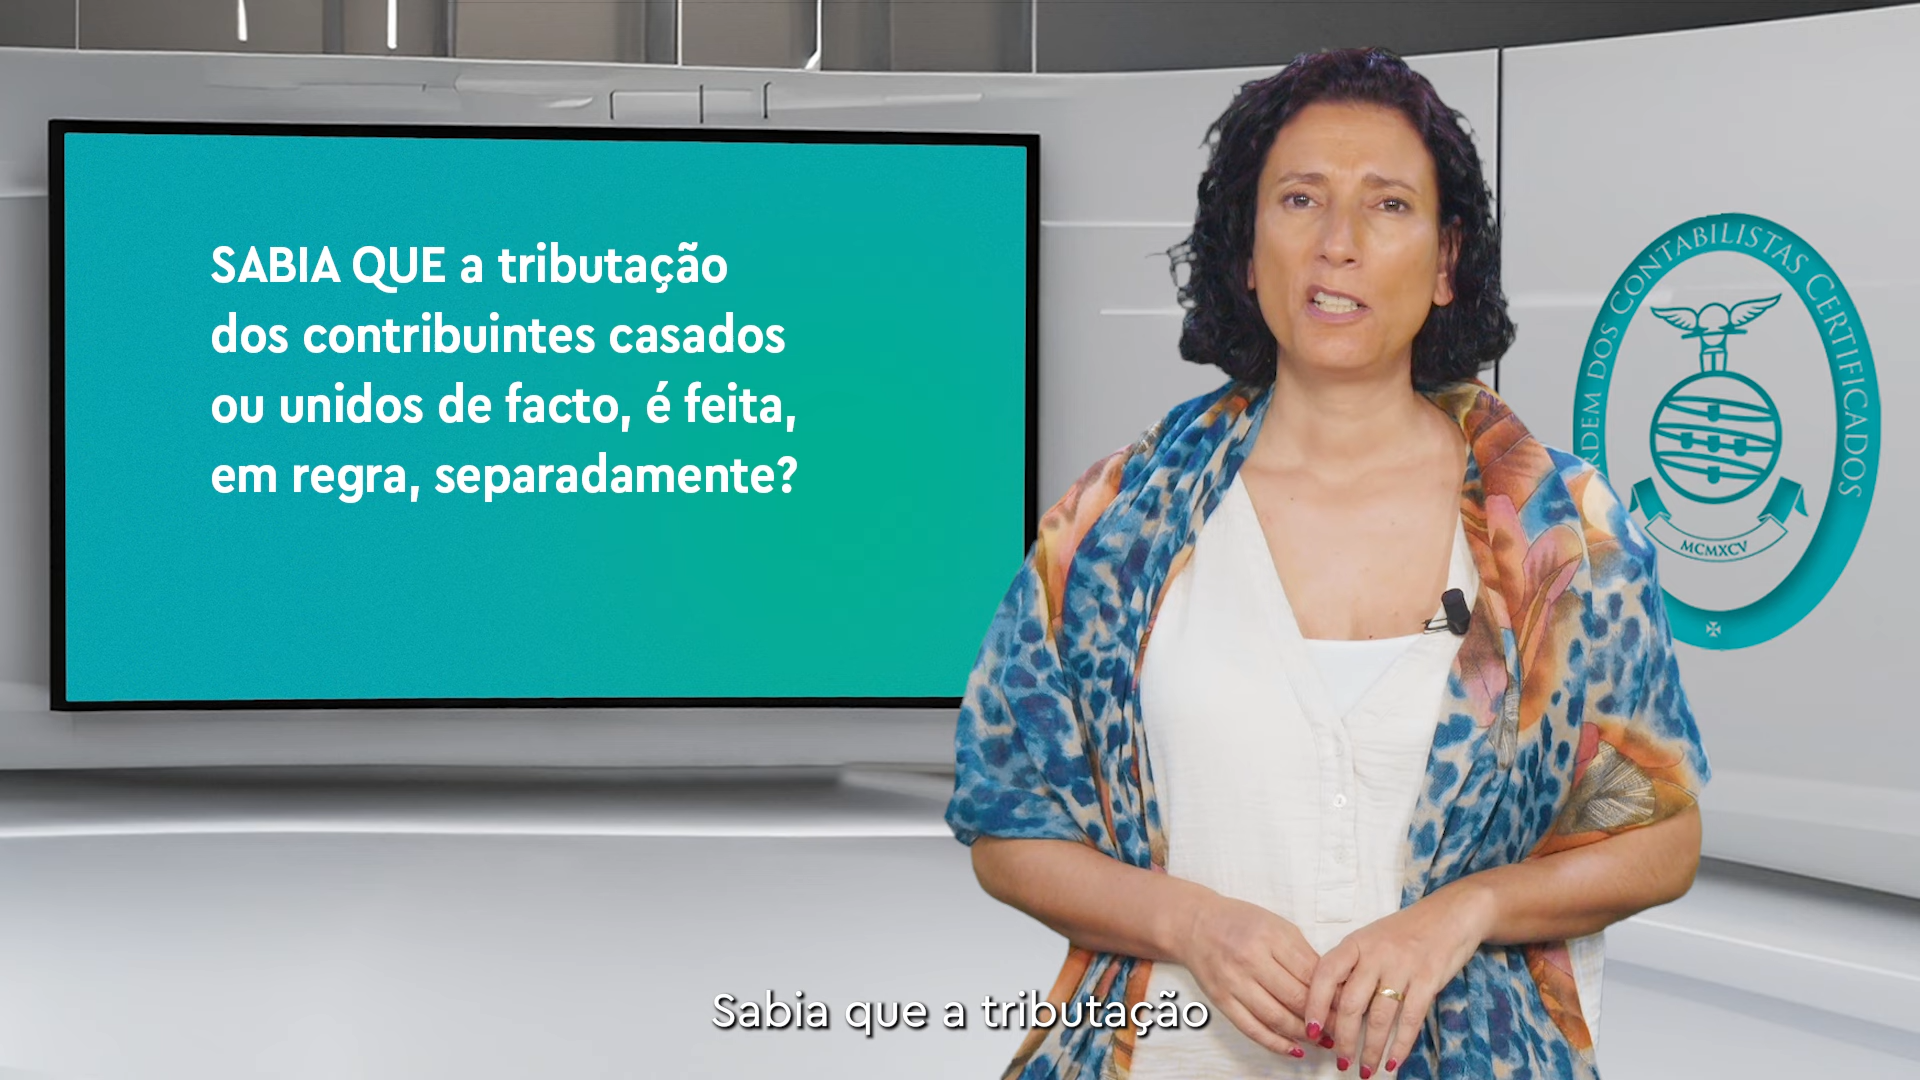 SABIA QUE a tributação
dos contribuintes casados
ou unidos de facto, é feita,
em regra, separadamente?
ORDEM DOS CONTABILISTAS CERTIFICADOS
MCMXCV
Sabia que a tributação